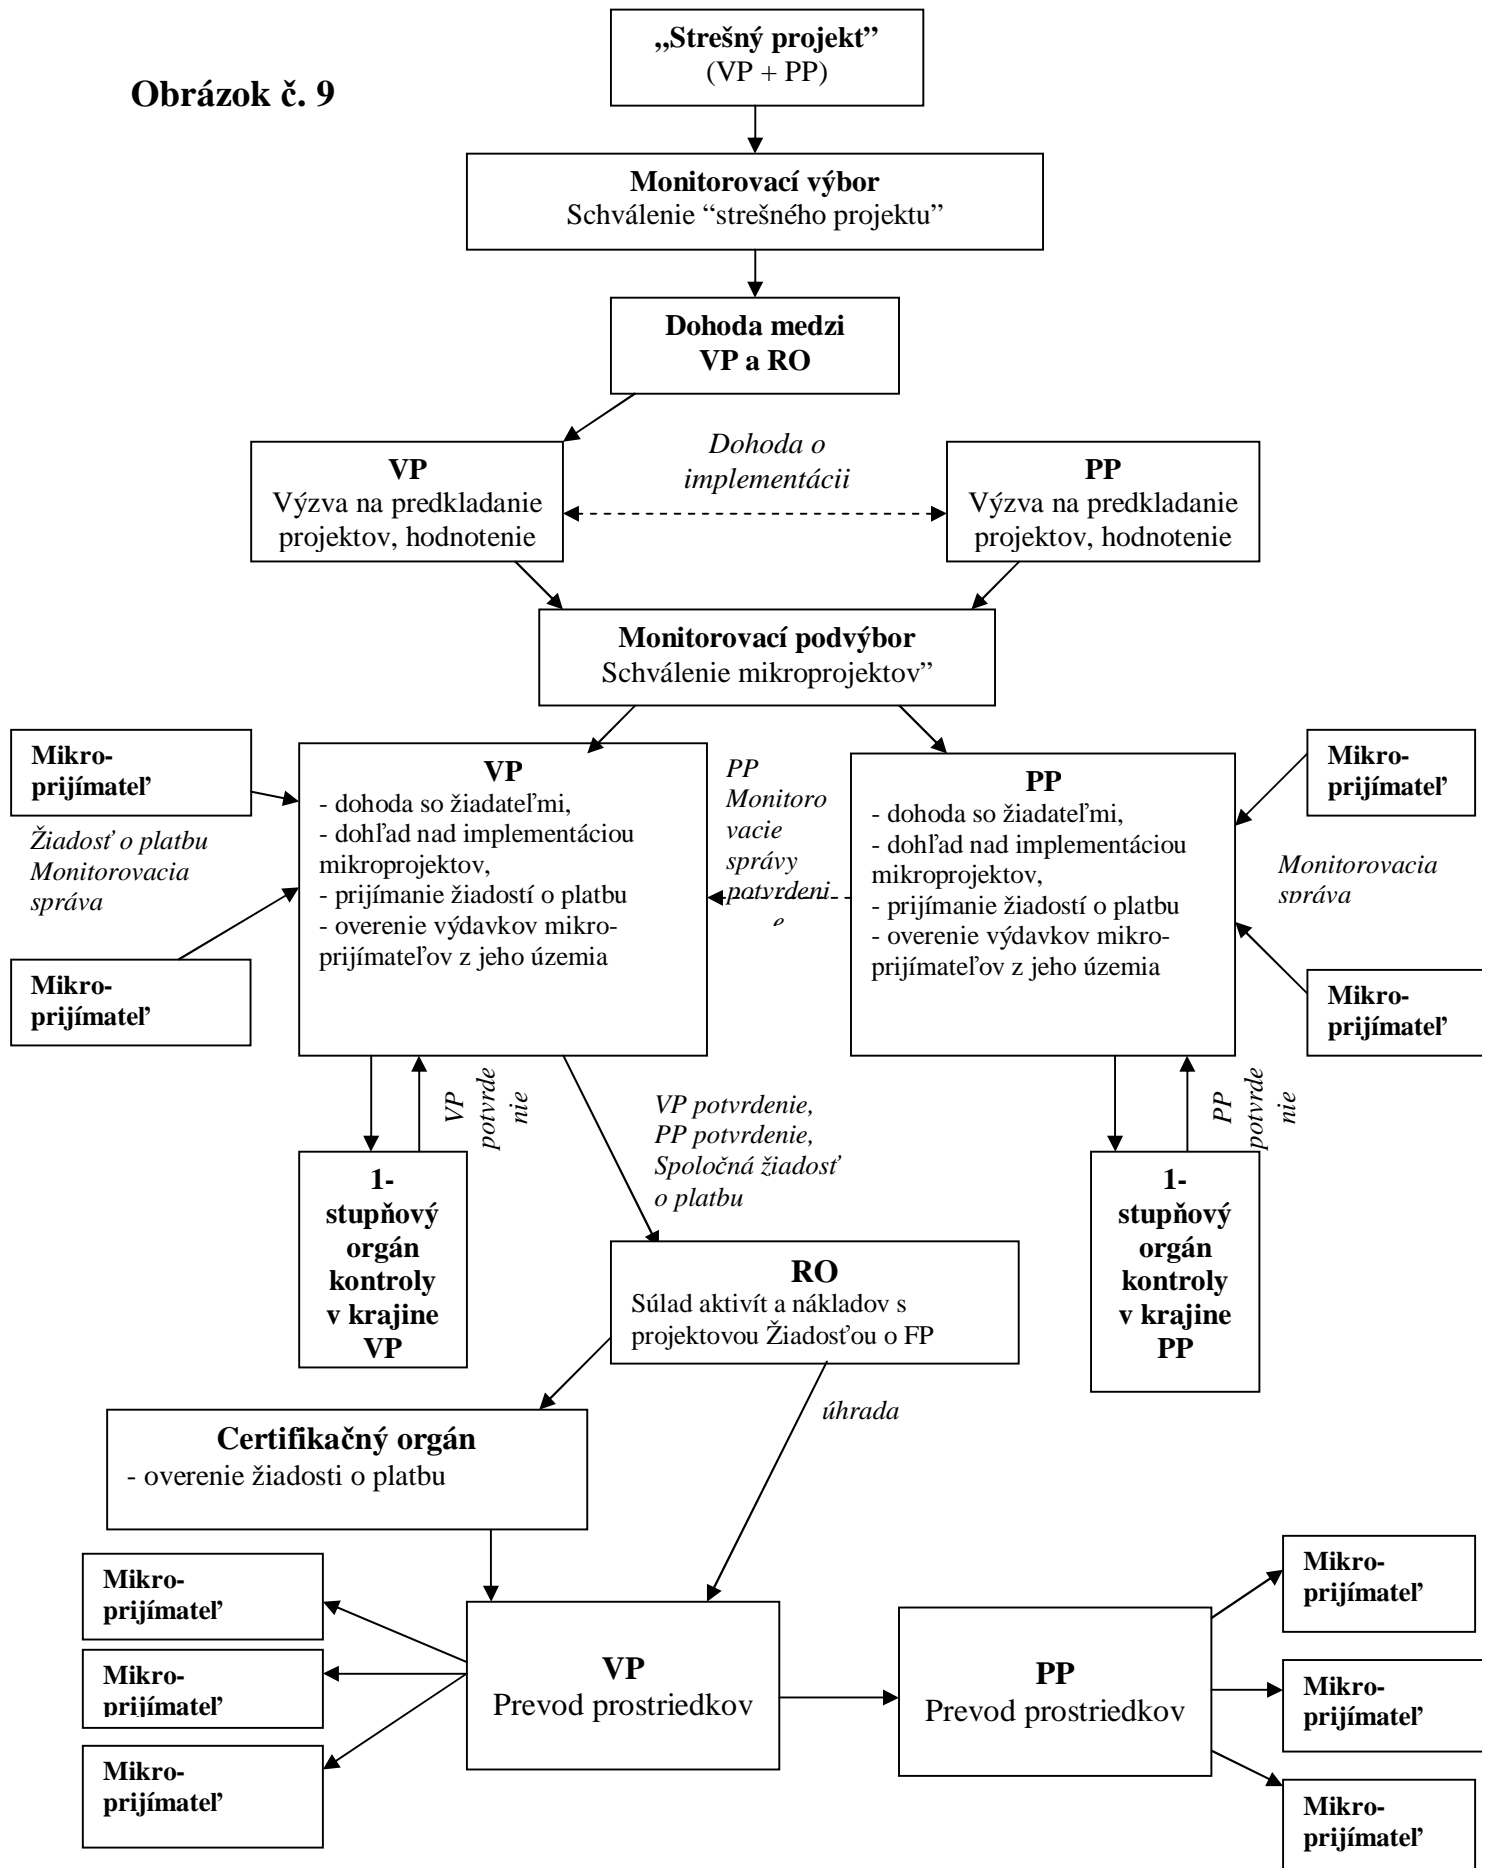 „Strešný projekt”
(VP + PP)
Obrázok č. 9
Monitorovací výbor
Schválenie “strešného projektu”
Dohoda medzi
VP a RO
VP
Výzva na predkladanie
projektov, hodnotenie
Dohoda o
implementácii
PP
Výzva na predkladanie
projektov, hodnotenie
Monitorovací podvýbor
Schválenie mikroprojektov”
Mikro-
prijímateľ
Žiadosť o platbu
Monitorovacia
správa
Mikro-
prijímateľ
VP
- dohoda so žiadateľmi,
- dohľad nad implementáciou
mikroprojektov,
- prijímanie žiadostí o platbu
- overenie výdavkov mikro-
prijímateľov z jeho územia
PP
Monitoro
vacie
správy
potvrdeni
e
PP
- dohoda so žiadateľmi,
- dohľad nad implementáciou
mikroprojektov,
- prijímanie žiadostí o platbu
- overenie výdavkov mikro-
prijímateľov z jeho územia
Mikro-
prijímateľ
Monitorovacia
správa
Mikro-
prijímateľ
VP
potvrde
nie
VP potvrdenie,
PP potvrdenie,
Spoločná žiadosť
o platbu
PP
potvrde
nie
1-
stupňový
orgán
kontroly
v krajine
VP
1-
stupňový
orgán
kontroly
v krajine
PP
RO
Súlad aktivít a nákladov s
projektovou Žiadosťou o FP
úhrada
Certifikačný orgán
- overenie žiadosti o platbu
Mikro-
prijímateľ
Mikro-
prijímateľ
Mikro-
prijímateľ
VP
Prevod prostriedkov
PP
Prevod prostriedkov
Mikro-
prijímateľ
Mikro-
prijímateľ
Mikro-
prijímateľ